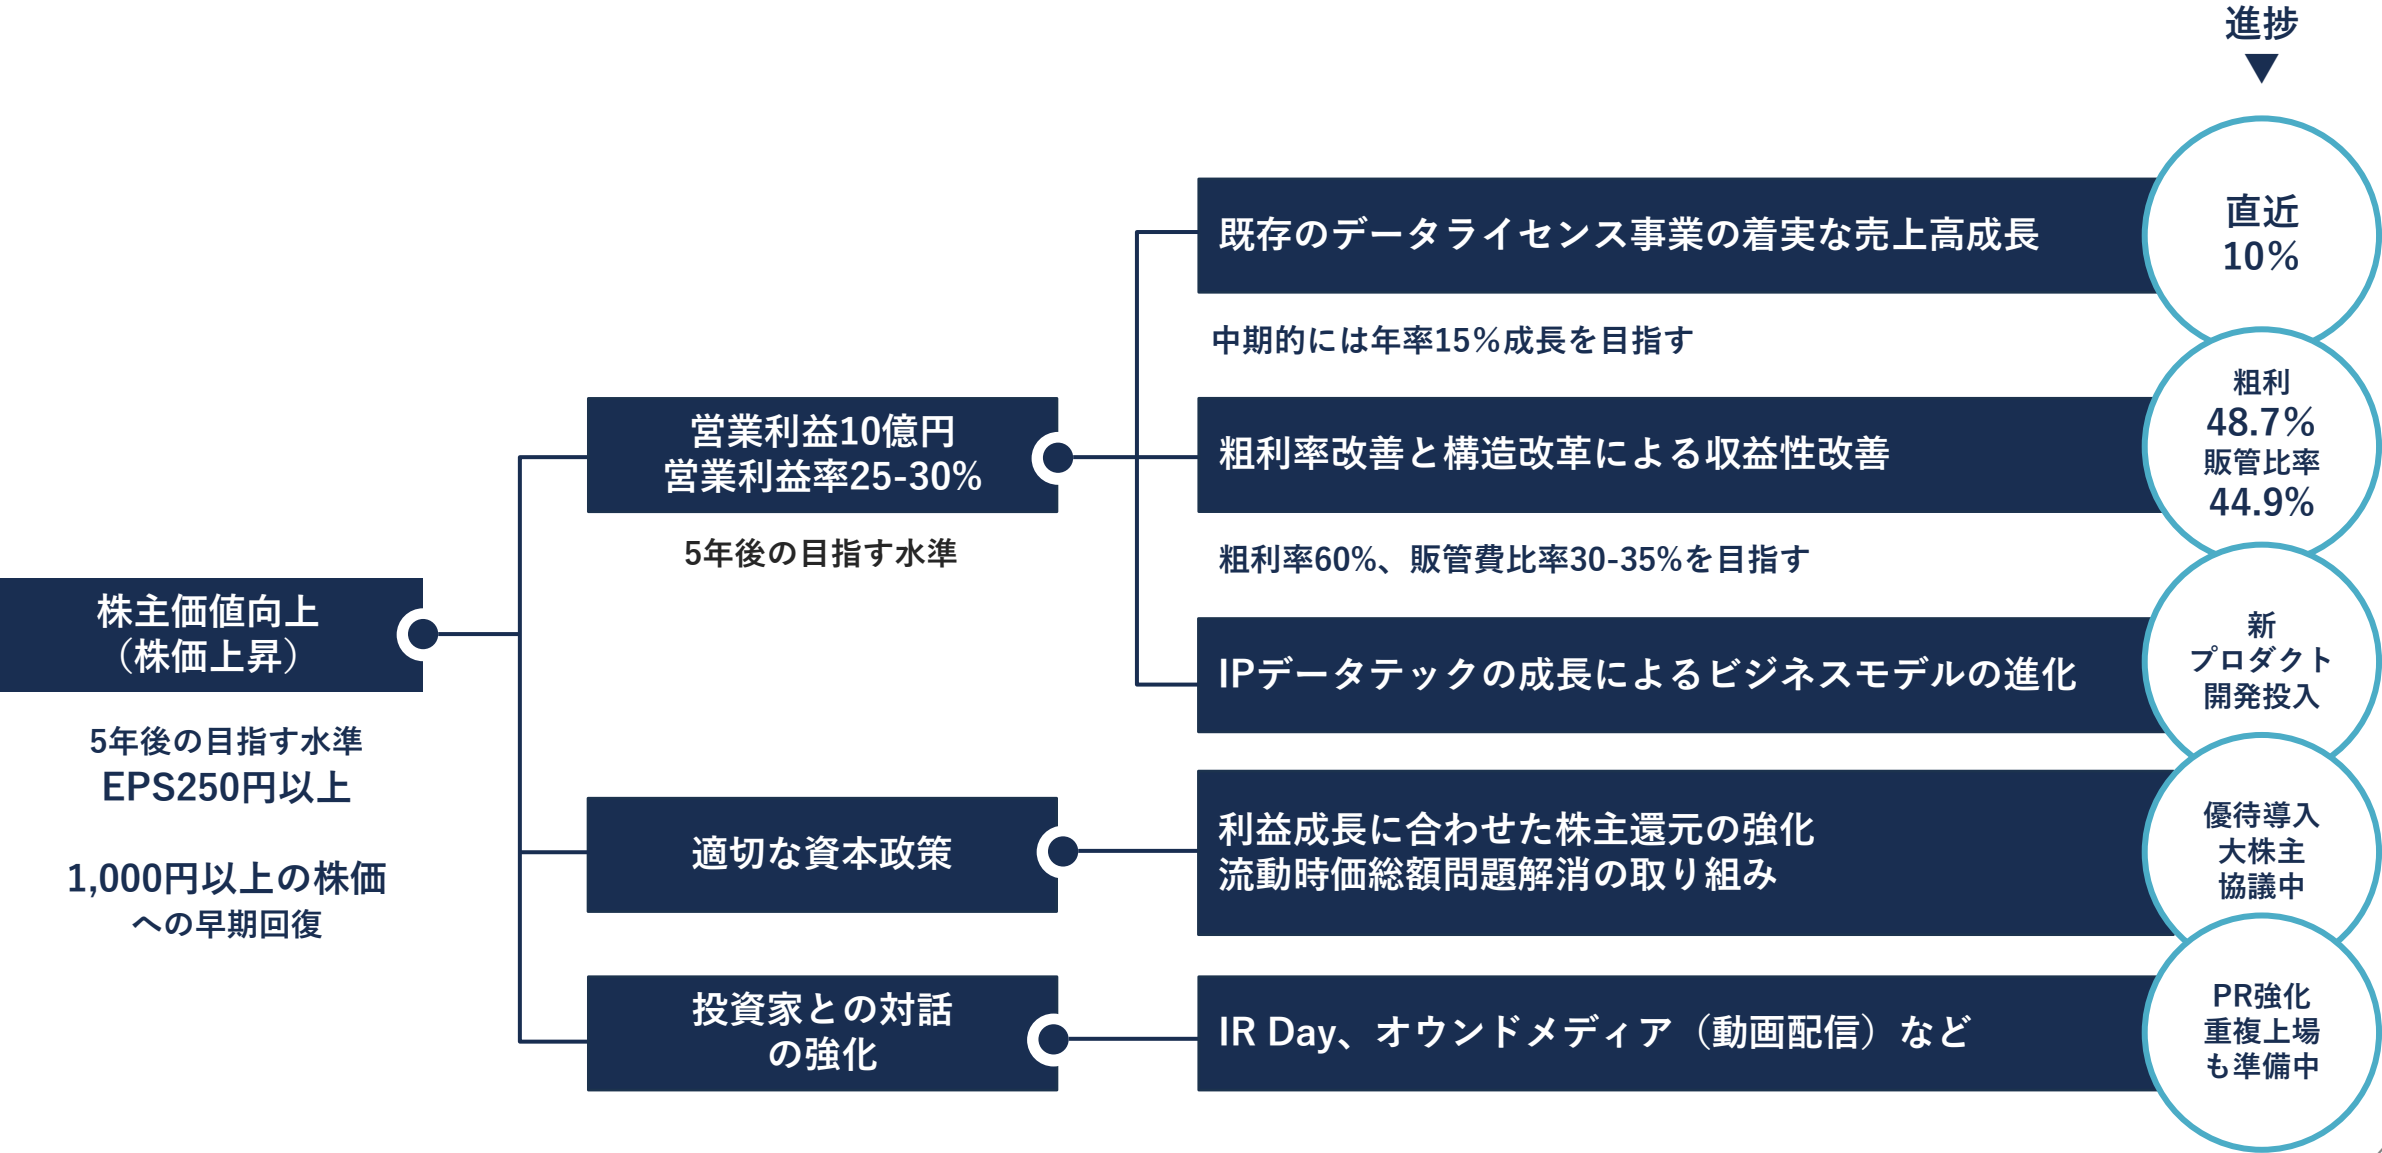 進捗
株主価値向上
（株価上昇）
5年後の目指す水準
EPS250円以上
1,000円以上の株価
への早期回復
営業利益10億円
営業利益率25-30%
5年後の目指す水準
適切な資本政策
投資家との対話
の強化
既存のデータライセンス事業の着実な売上高成長
中期的には年率15%成長を目指す
直近
10%
粗利率改善と構造改革による収益性改善
粗利率60%、販管費比率30-35%を目指す
粗利
48.7%
販管比率
44.9%
IPデータテックの成長によるビジネスモデルの進化
新
プロダクト
開発投入
利益成長に合わせた株主還元の強化
流動時価総額問題解消の取り組み
優待導入
大株主
協議中
IR Day、オウンドメディア（動画配信）など
PR強化
重複上場
も準備中